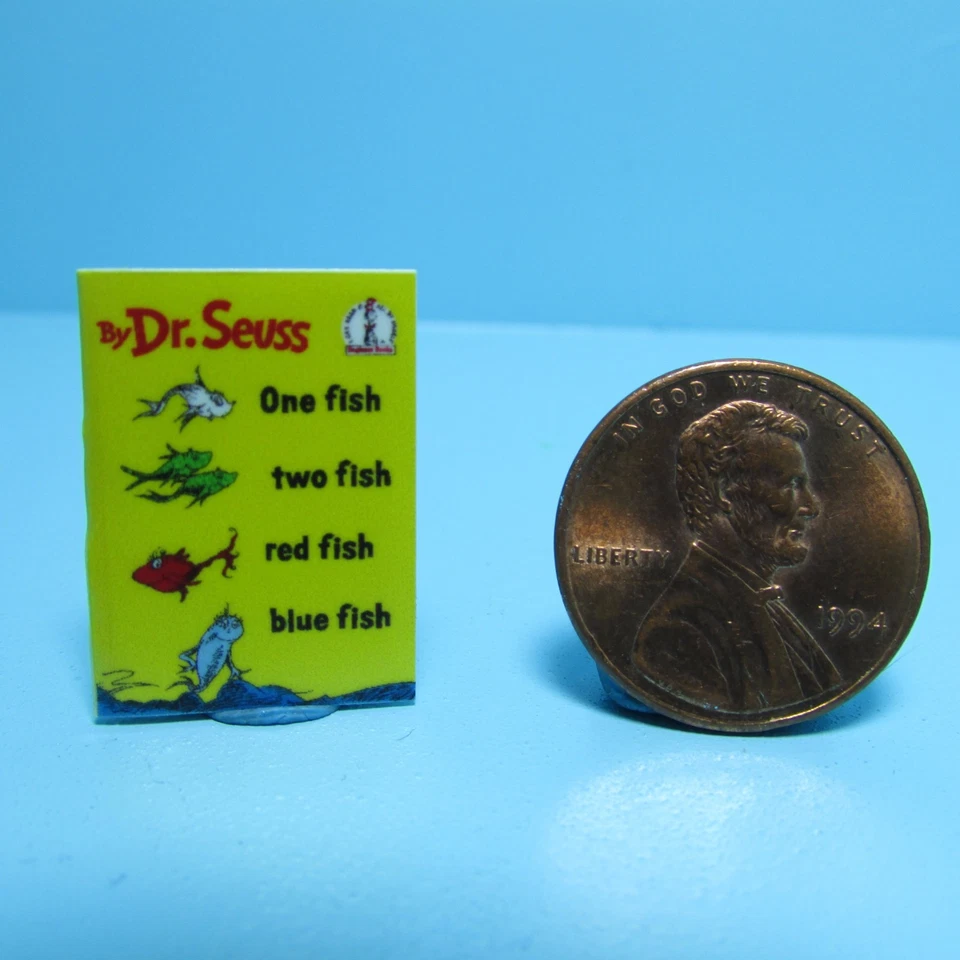 By Dr. Seuss
One fish
two fish
red fish
blue fish
IN GOD WE TRUST
LIBERTY
1994